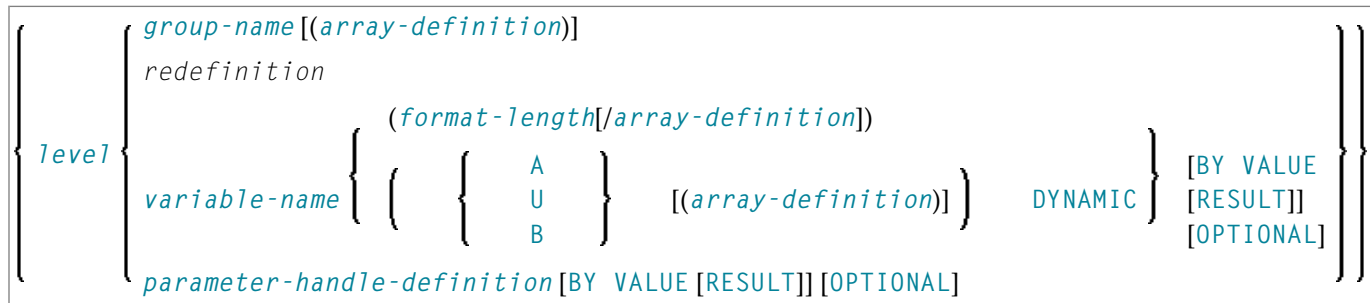 group-name [(array-definition)]
redefinition
(format-length[/array-definition])
level
variable-name ( { A U B } [(array-definition)] ) DYNAMIC
[BY VALUE
[RESULT]]
[OPTIONAL]
parameter-handle-definition [BY VALUE [RESULT]] [OPTIONAL]